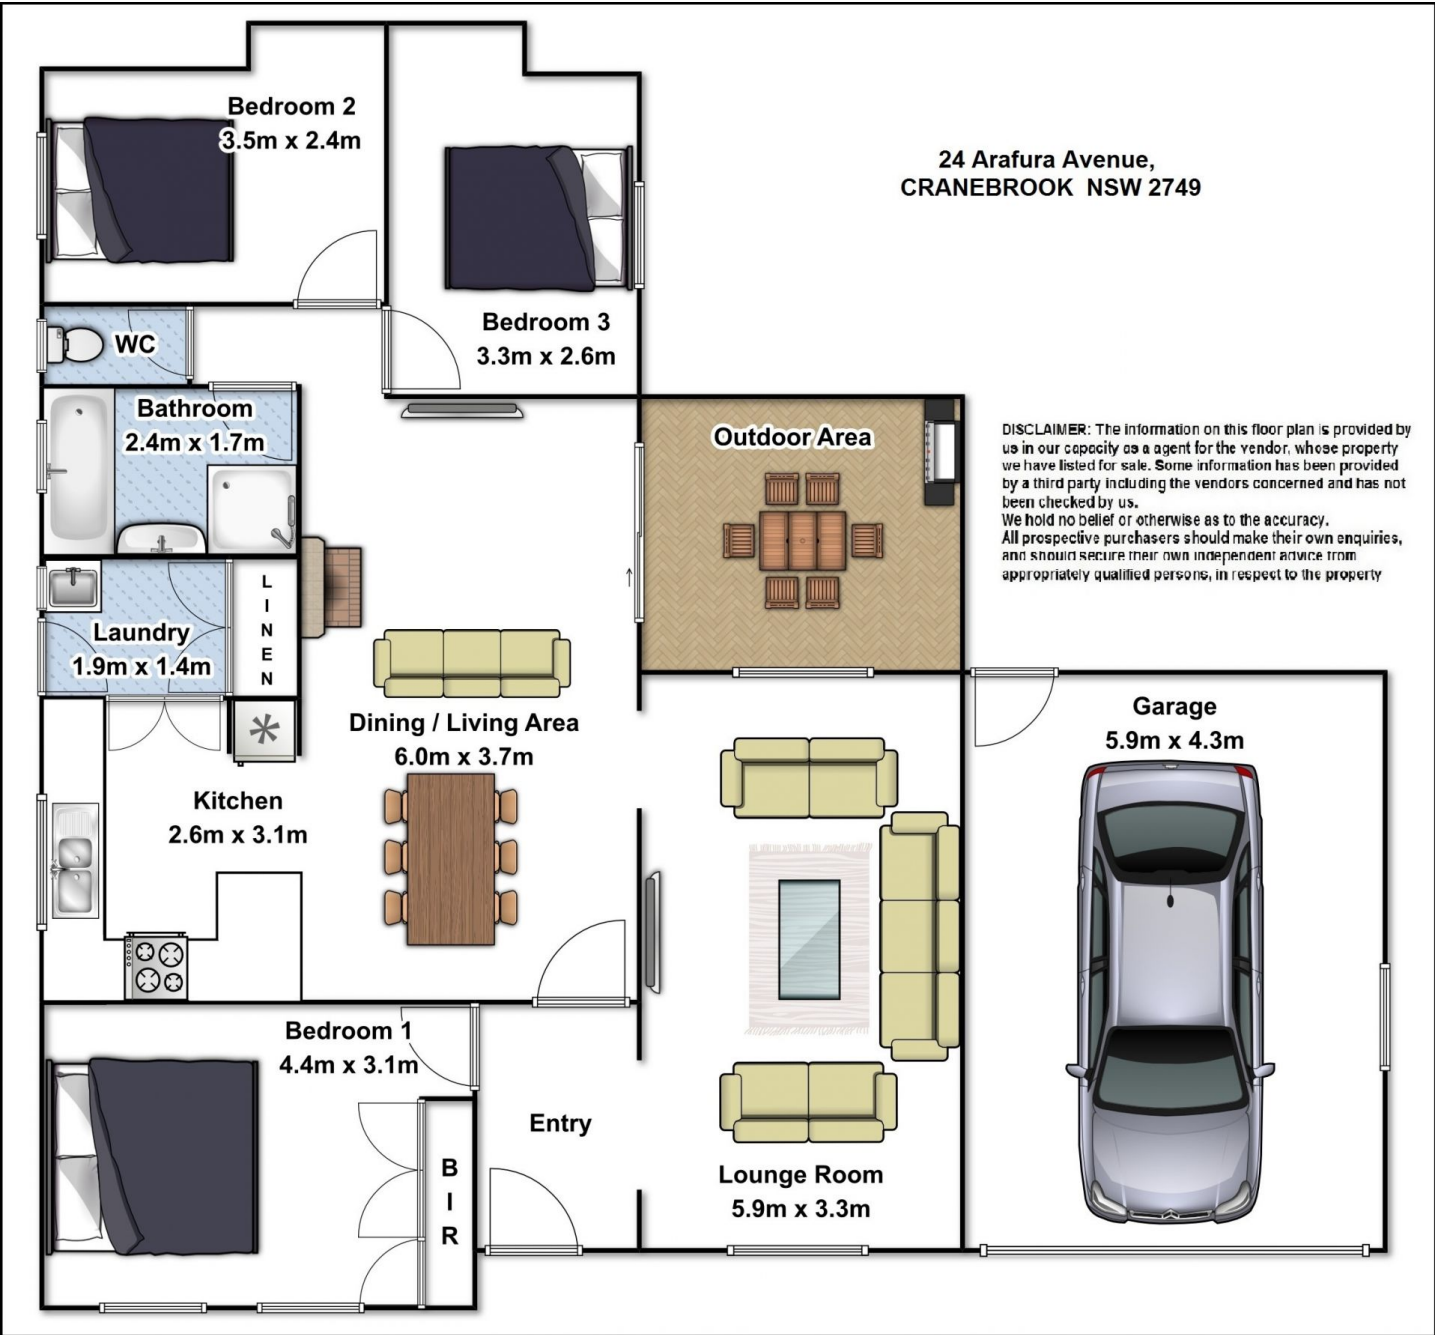 Bedroom 2
3.5m x 2.4m
24 Arafura Avenue,
CRANEBROOK NSW 2749
Bedroom 3
3.3m x 2.6m
WC
Bathroom
2.4m x 1.7m
Outdoor Area
DISCLAIMER: The information on this floor plan is provided by
us in our capacity as a agent for the vendor, whose property
we have listed for sale. Some information has been provided
by a third party including the vendors concerned and has not
been checked by us.
We hold no belief or otherwise as to the accuracy.
All prospective purchasers should make their own enquiries,
and should secure their own independent advice from
appropriately qualified persons, in respect to the property
Laundry
1.9m x 1.4m
L
I
N
E
N
Dining / Living Area
6.0m x 3.7m
Garage
5.9m x 4.3m
Kitchen
2.6m x 3.1m
Bedroom 1
4.4m x 3.1m
Entry
B
I
R
Lounge Room
5.9m x 3.3m